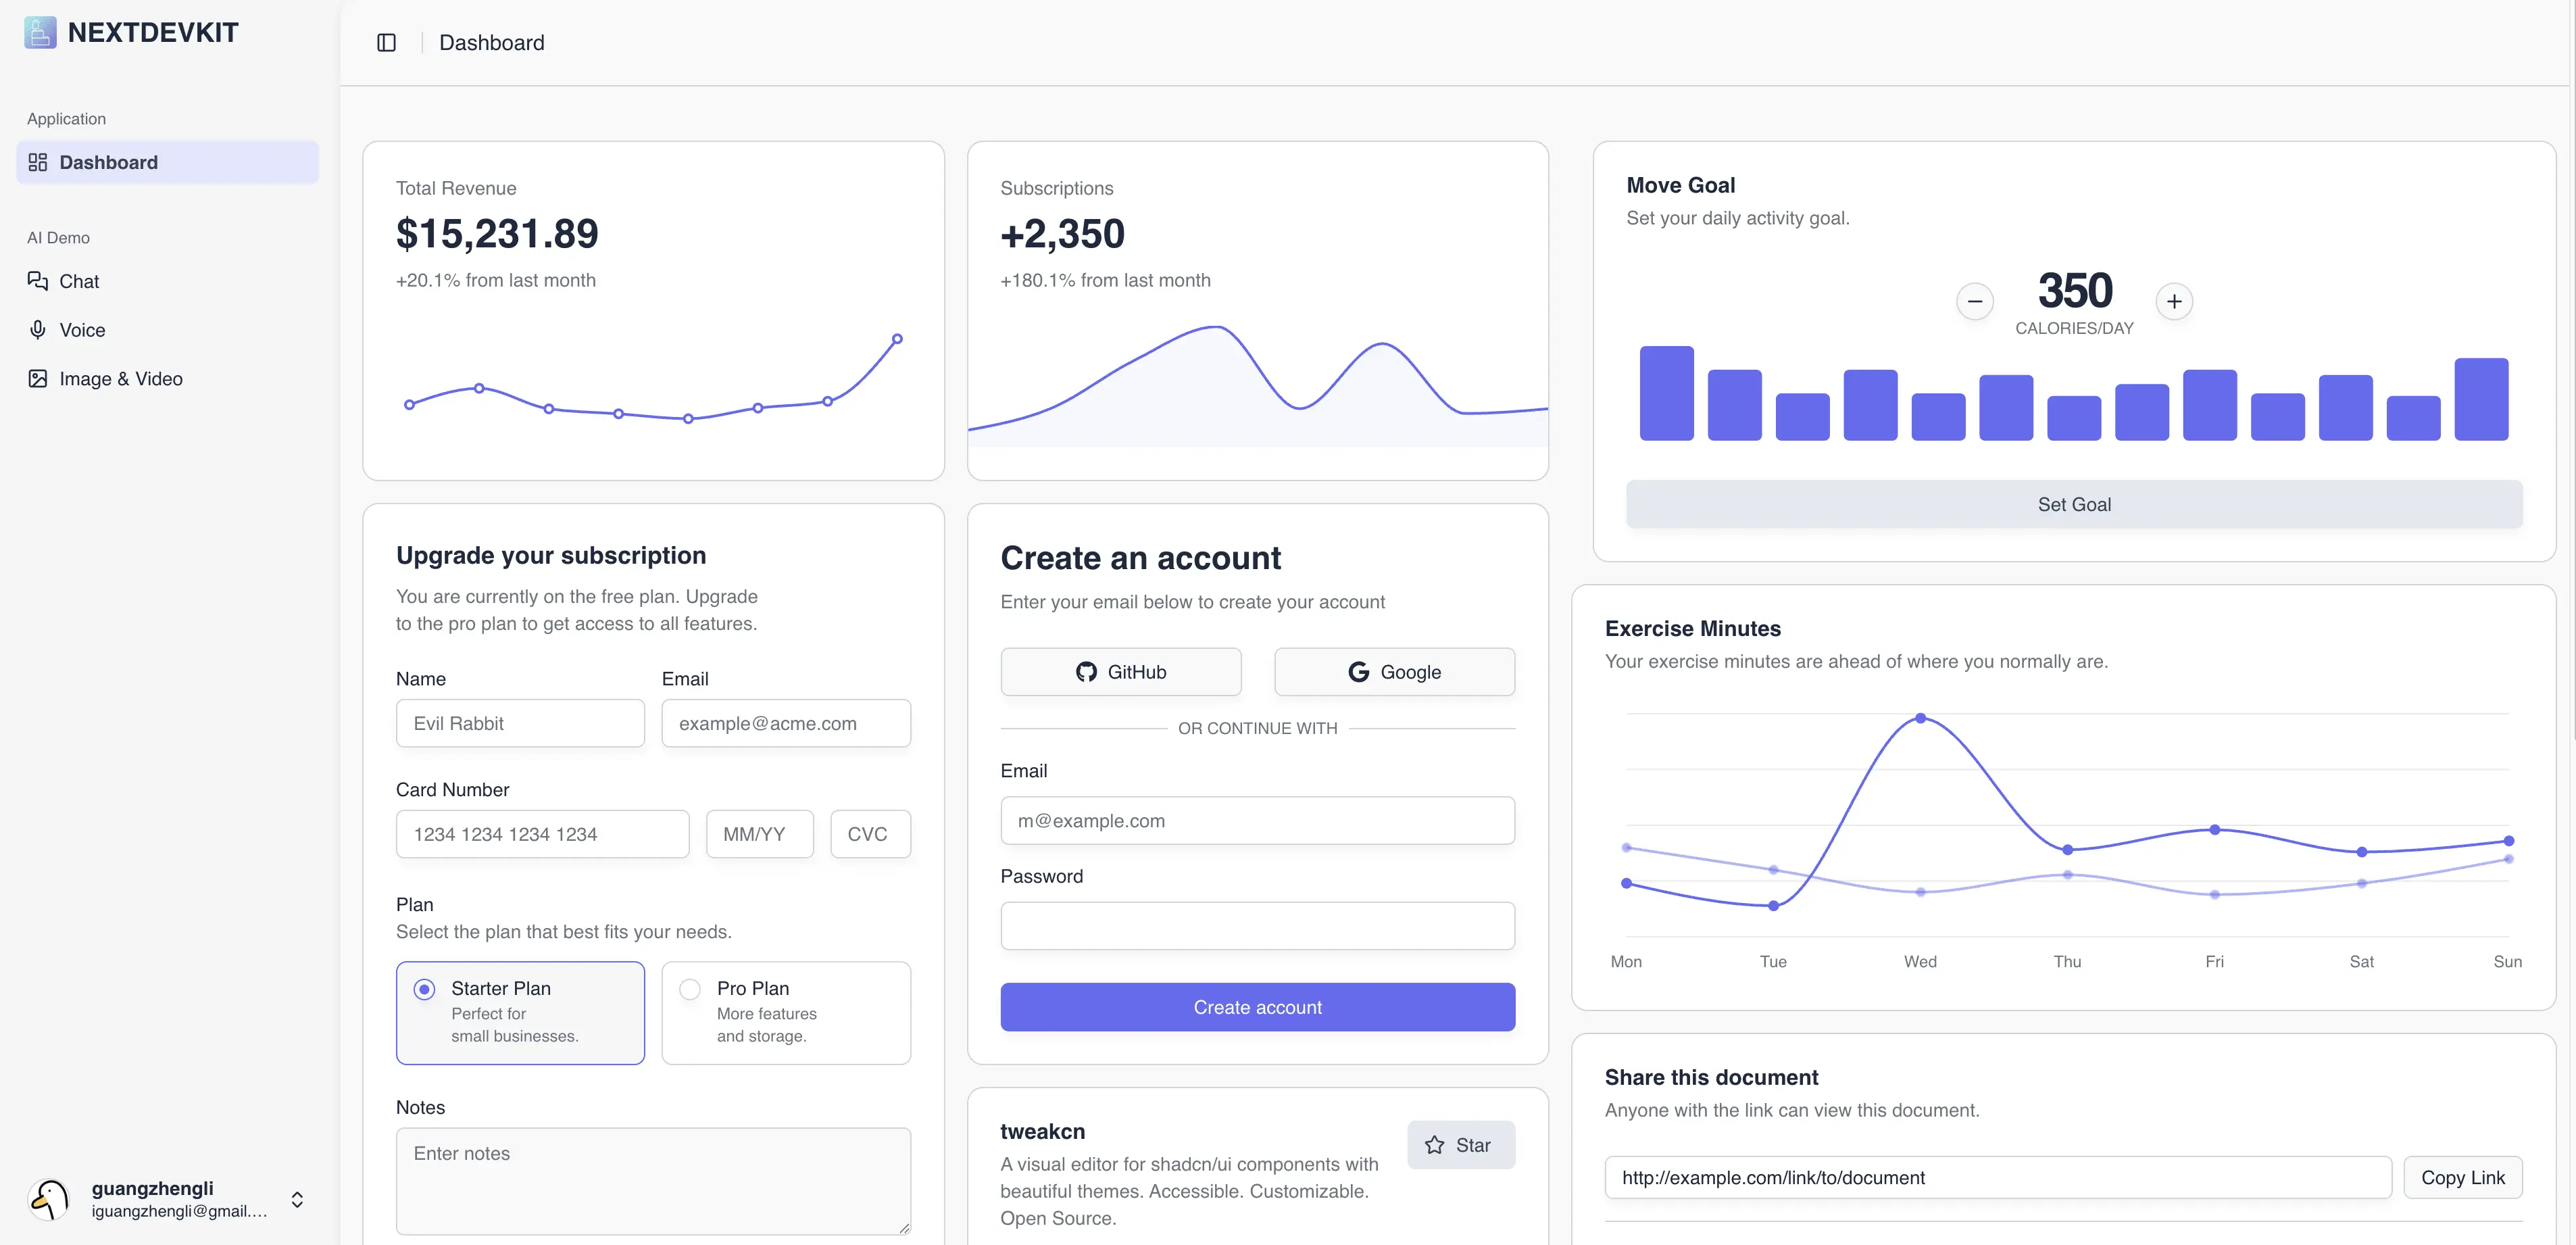 NEXTDEVKIT
Application
Dashboard
AI Demo
Chat
Voice
Image & Video
guangzhengli
iguangzhengli@gmail....
Dashboard
Total Revenue
$15,231.89
+20.1% from last month
Subscriptions
+2,350
+180.1% from last month
Move Goal
Set your daily activity goal.
350
CALORIES/DAY
Set Goal
Upgrade your subscription
You are currently on the free plan. Upgrade
to the pro plan to get access to all features.
Name
Email
Evil Rabbit
example@acme.com
Card Number
1234 1234 1234 1234
MM/YY
CVC
Plan
Select the plan that best fits your needs.
Starter Plan
Perfect for
small businesses.
Pro Plan
More features
and storage.
Notes
Enter notes
Create an account
Enter your email below to create your account
GitHub
Google
OR CONTINUE WITH
Email
m@example.com
Password
Create account
tweakcn
A visual editor for shadcn/ui components with
beautiful themes. Accessible. Customizable.
Open Source.
Star
Exercise Minutes
Your exercise minutes are ahead of where you normally are.
Mon Tue Wed Thu Fri Sat Sun
Share this document
Anyone with the link can view this document.
http://example.com/link/to/document
Copy Link